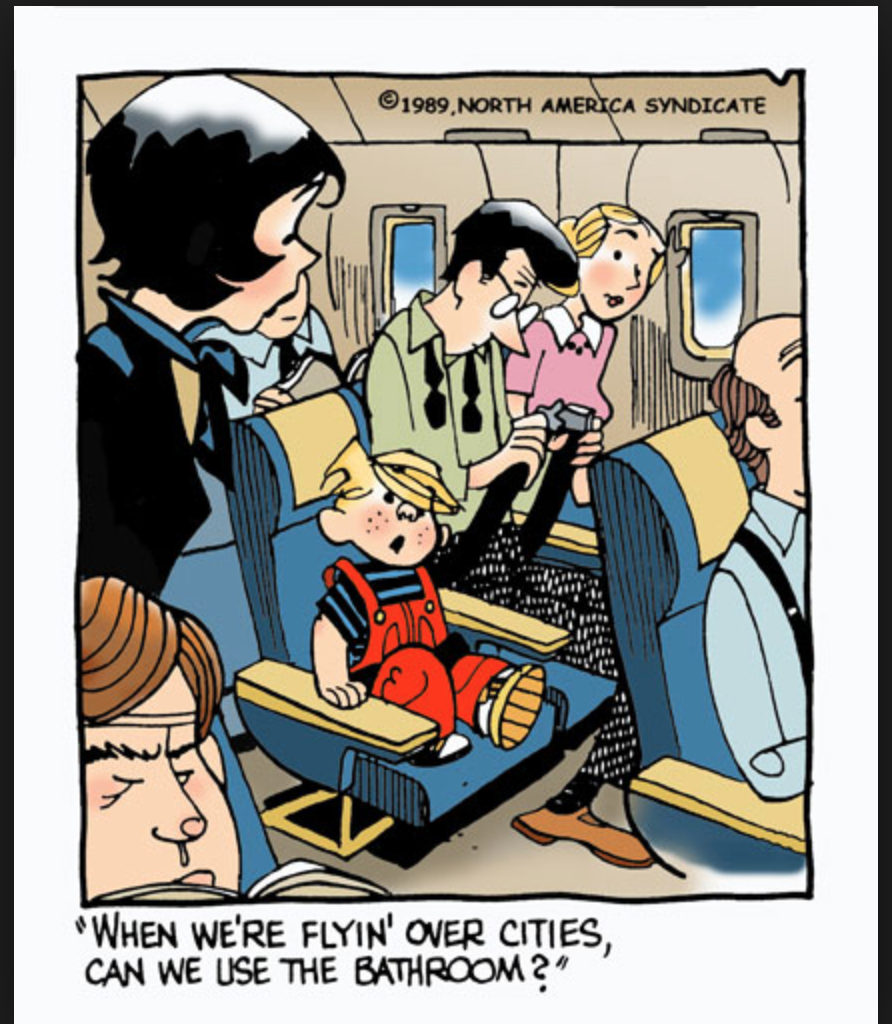 ©1989, NORTH AMERICA SYNDICATE
"WHEN WE'RE FLYIN' OVER CITIES,
CAN WE USE THE BATHROOM?"